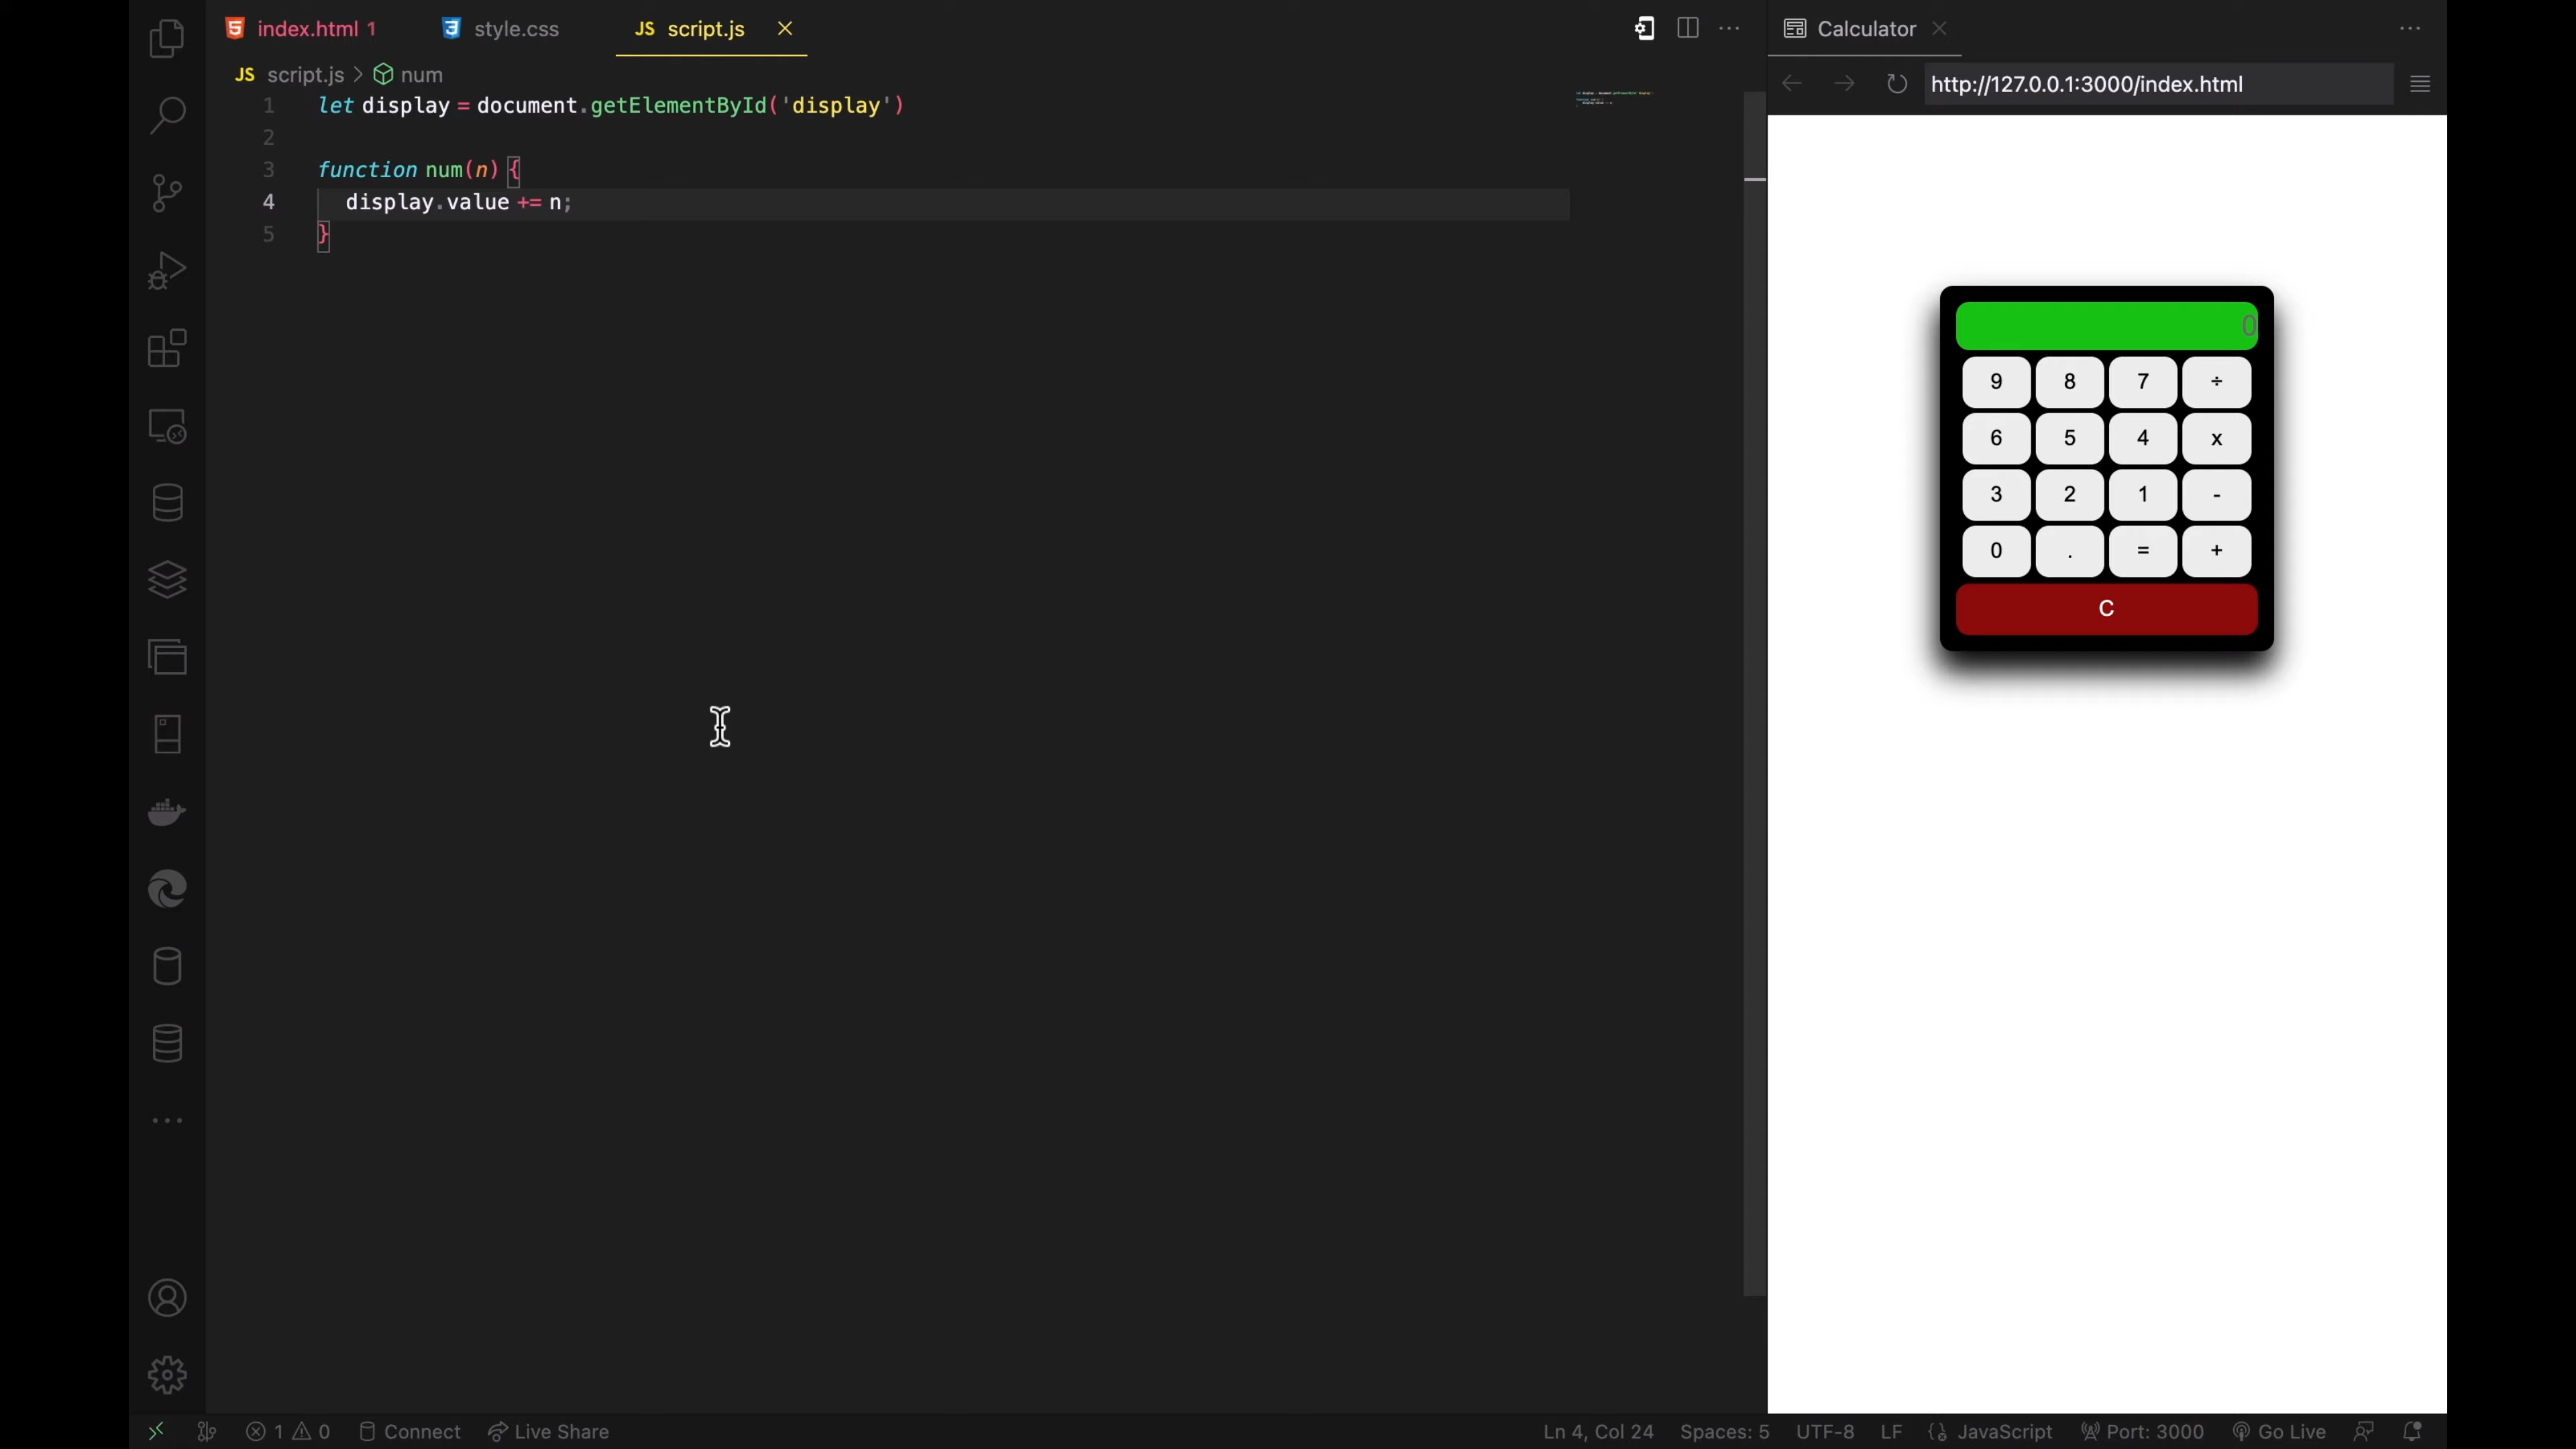 index.html 1
style.css
JS script.js
JS script.js > num
1 let display = document.getElementById('display')
2
3 function num(n) {
4 display.value += n;
5 }
Calculator
http://127.0.0.1:3000/index.html
0
9 8 7 ÷
6 5 4 x
3 2 1 -
0 . = +
C
1 0 Connect Live Share
Ln 4, Col 24 Spaces: 5 UTF-8 LF JavaScript Port: 3000 Go Live